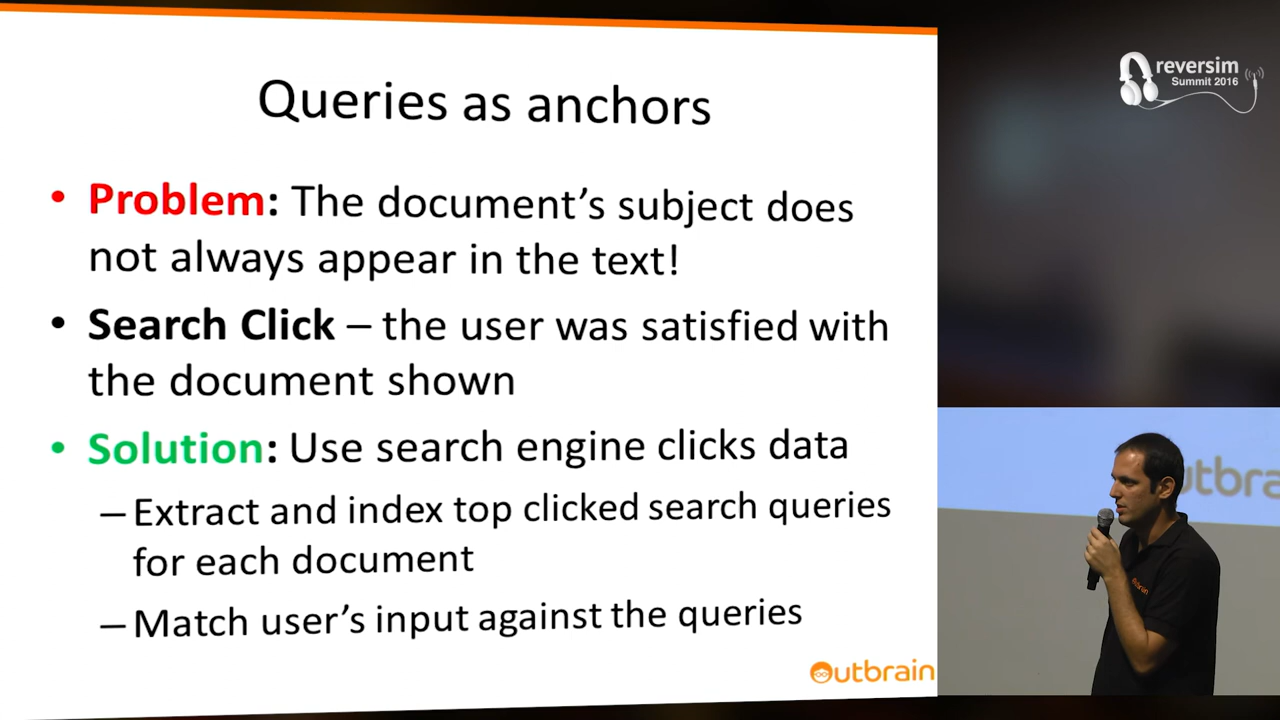 Queries as anchors
• Problem: The document's subject does
not always appear in the text!
• Search Click – the user was satisfied with
the document shown
• Solution: Use search engine clicks data
– Extract and index top clicked search queries
for each document
– Match user's input against the queries
Outbrain
reversim
Summit 2016
utbra
utbrain